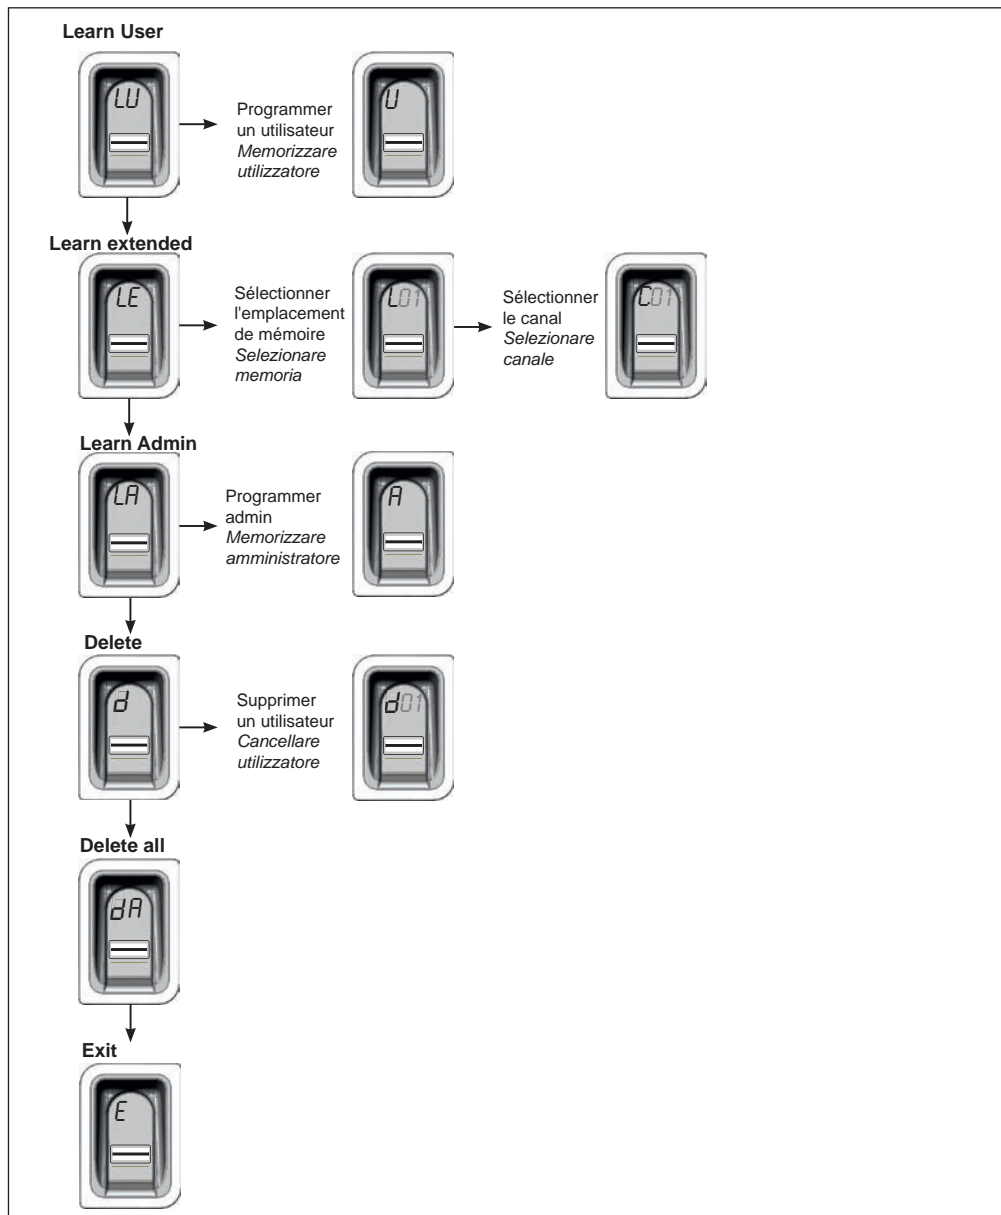 Learn User
LU
Programmer
un utilisateur
Memorizzare
utilizzatore
U
Learn extended
LE
Sélectionner
l'emplacement
de mémoire
Selezionare
memoria
L01
Sélectionner
le canal
Selezionare
canale
C01
Learn Admin
LA
Programmer
admin
Memorizzare
amministratore
A
Delete
d
Supprimer
un utilisateur
Cancellare
utilizzatore
d01
Delete all
dA
Exit
E